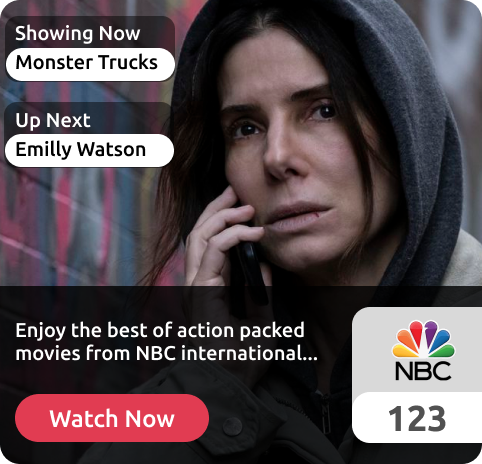 Showing Now
Monster Trucks
Up Next
Emilly Watson
Enjoy the best of action packed
movies from NBC international...
NBC
Watch Now
123